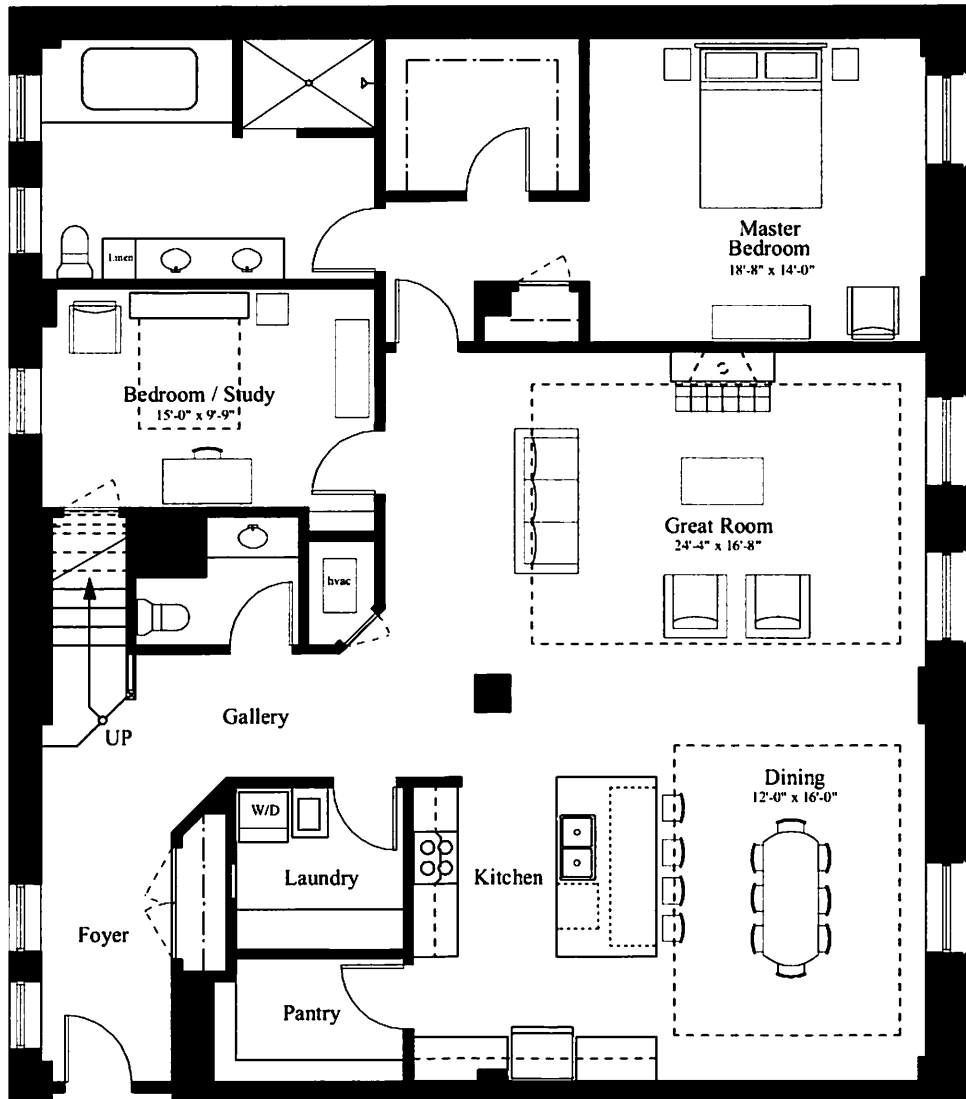 Linen
Master
Bedroom
18'-8" x 14'-0"
Bedroom / Study
15'-0" x 9'-9"
Great Room
24'-4" x 16'-8"
hvac
Gallery
UP
Dining
12'-0" x 16'-0"
W/D
Laundry
Kitchen
Foyer
Pantry